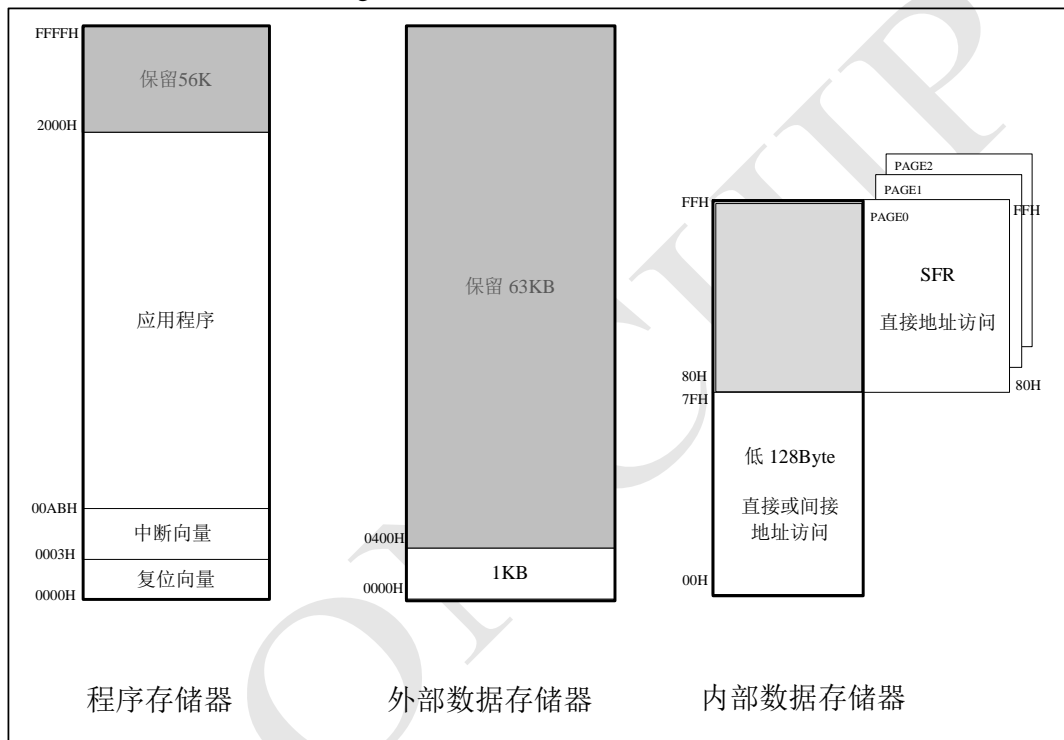 FFFFH
保留56K
2000H
应用程序
00ABH
中断向量
0003H
复位向量
0000H
程序存储器
保留 63KB
0400H
1KB
0000H
外部数据存储器
PAGE2
PAGE1
PAGE0
FFH
FFH
SFR
直接地址访问
80H
80H
7FH
低 128Byte
直接或间接
地址访问
00H
内部数据存储器